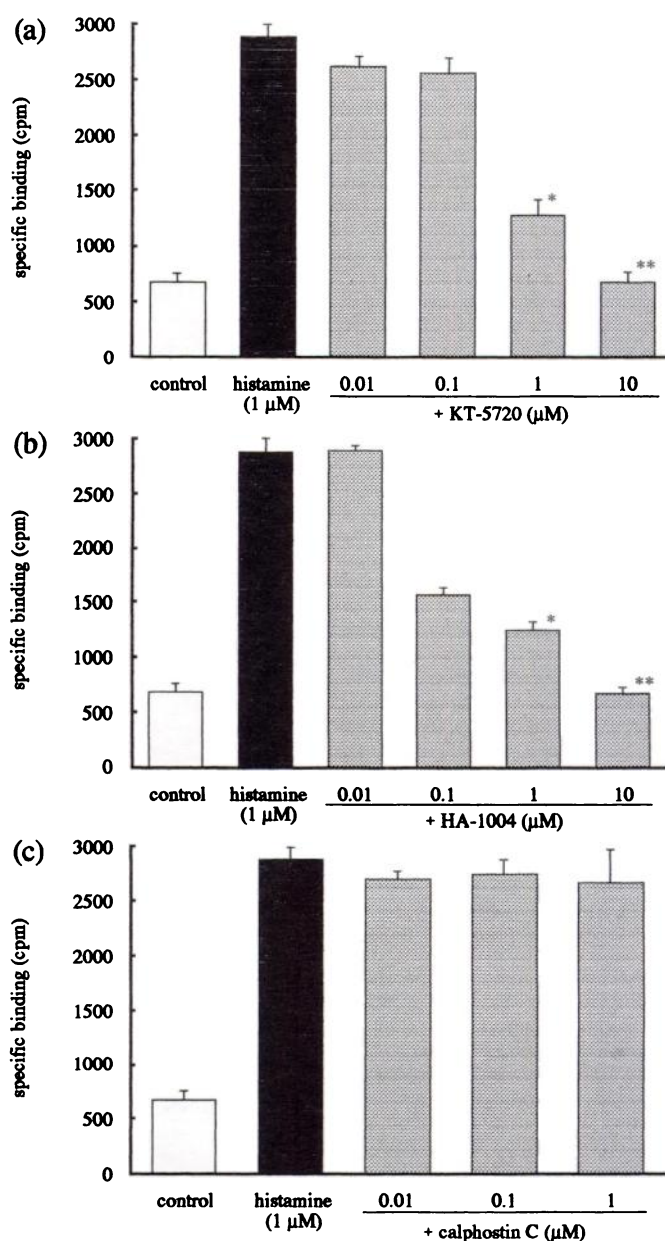 (a)
specific binding (cpm)
3000
2500
2000
1500
1000
500
0
*
**
control
histamine
(1 µM)
0.01
0.1
1
10
+ KT-5720 (µM)
(b)
specific binding (cpm)
3000
2500
2000
1500
1000
500
0
*
**
control
histamine
(1 µM)
0.01
0.1
1
10
+ HA-1004 (µM)
(c)
specific binding (cpm)
3000
2500
2000
1500
1000
500
0
control
histamine
(1 µM)
0.01
0.1
1
+ calphostin C (µM)